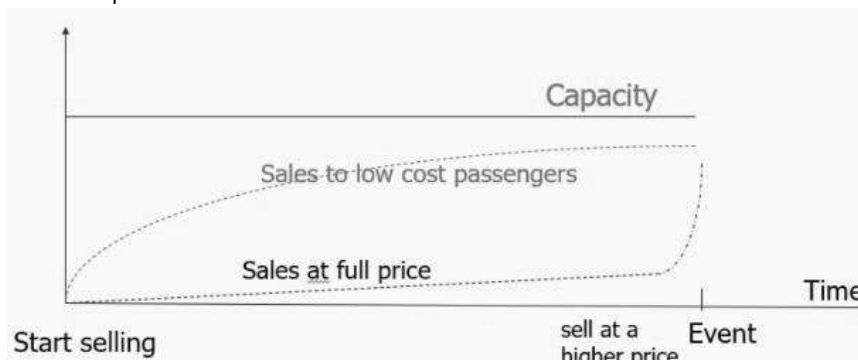 Capacity
Sales to low cost passengers
Sales at full price
Time
Start selling
sell at a
higher price
Event